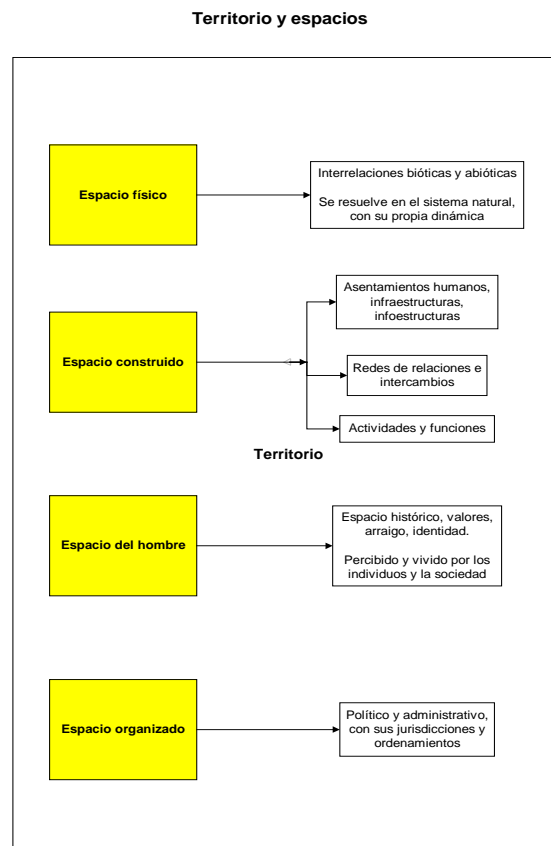 Territorio y espacios
Espacio físico
Interrelaciones bióticas y abióticas
Se resuelve en el sistema natural,
con su propia dinámica
Espacio construido
Asentamientos humanos,
infraestructuras,
infoestructuras
Redes de relaciones e
intercambios
Actividades y funciones
Territorio
Espacio del hombre
Espacio histórico, valores,
arraigo, identidad.
Percibido y vivido por los
individuos y la sociedad
Espacio organizado
Político y administrativo,
con sus jurisdicciones y
ordenamientos